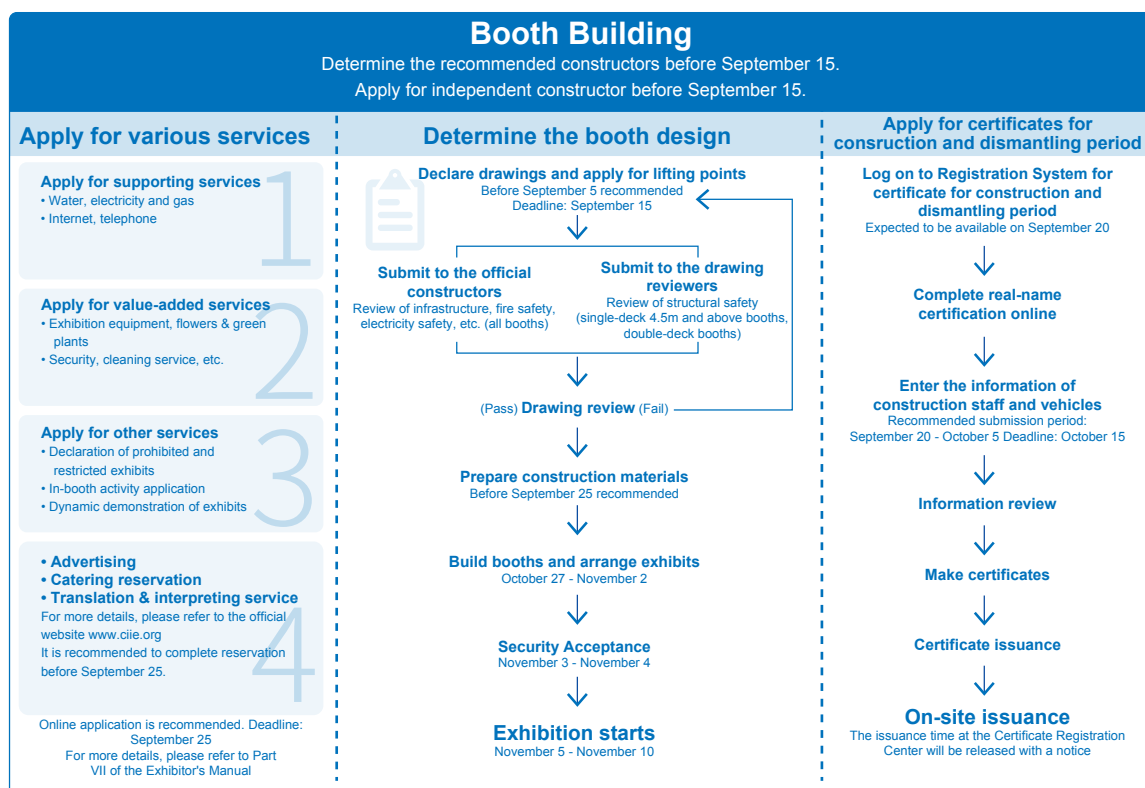 Booth Building
Determine the recommended constructors before September 15.
Apply for independent constructor before September 15.
Apply for various services
1
Apply for supporting services
• Water, electricity and gas
• Internet, telephone
2
Apply for value-added services
• Exhibition equipment, flowers & green
plants
• Security, cleaning service, etc.
3
Apply for other services
• Declaration of prohibited and
restricted exhibits
• In-booth activity application
• Dynamic demonstration of exhibits
4
• Advertising
• Catering reservation
• Translation & interpreting service
For more details, please refer to the official
website www.ciie.org
It is recommended to complete reservation
before September 25.
Online application is recommended. Deadline:
September 25
For more details, please refer to Part
VII of the Exhibitor's Manual
Determine the booth design
Declare drawings and apply for lifting points
Before September 5 recommended
Deadline: September 15
Submit to the official
constructors
Review of infrastructure, fire safety,
electricity safety, etc. (all booths)
Submit to the drawing
reviewers
Review of structural safety
(single-deck 4.5m and above booths,
double-deck booths)
(Pass) Drawing review (Fail)
Prepare construction materials
Before September 25 recommended
Build booths and arrange exhibits
October 27 - November 2
Security Acceptance
November 3 - November 4
Exhibition starts
November 5 - November 10
Apply for certificates for
consruction and dismantling period
Log on to Registration System for
certificate for construction and
dismantling period
Expected to be available on September 20
Complete real-name
certification online
Enter the information of
construction staff and vehicles
Recommended submission period:
September 20 - October 5 Deadline: October 15
Information review
Make certificates
Certificate issuance
On-site issuance
The issuance time at the Certificate Registration
Center will be released with a notice